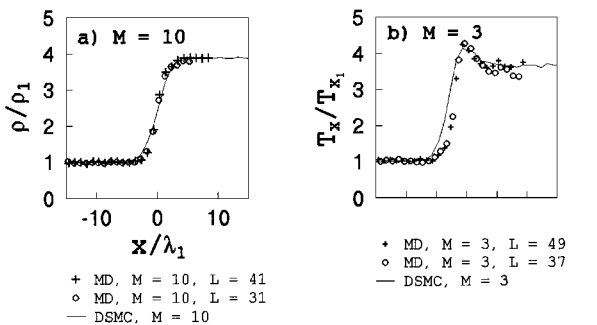 a) M = 10
5
4
3
2
1
0
ρ/ρ1
-10 0 10
x/λ1
+ MD, M = 10, L = 41
o MD, M = 10, L = 31
— DSMC, M = 10
b) M = 3
5
4
3
2
1
0
Tx/Tx1
+ MD, M = 3, L = 49
o MD, M = 3, L = 37
— DSMC, M = 3